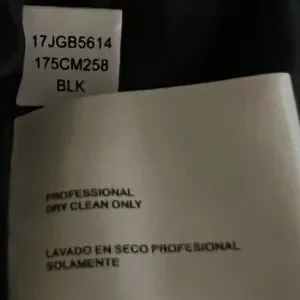 17JGB5614
175CM258
BLK
PROFESSIONAL
DRY CLEAN ONLY
LAVADO EN SECO PROFESIONAL
SOLAMENTE